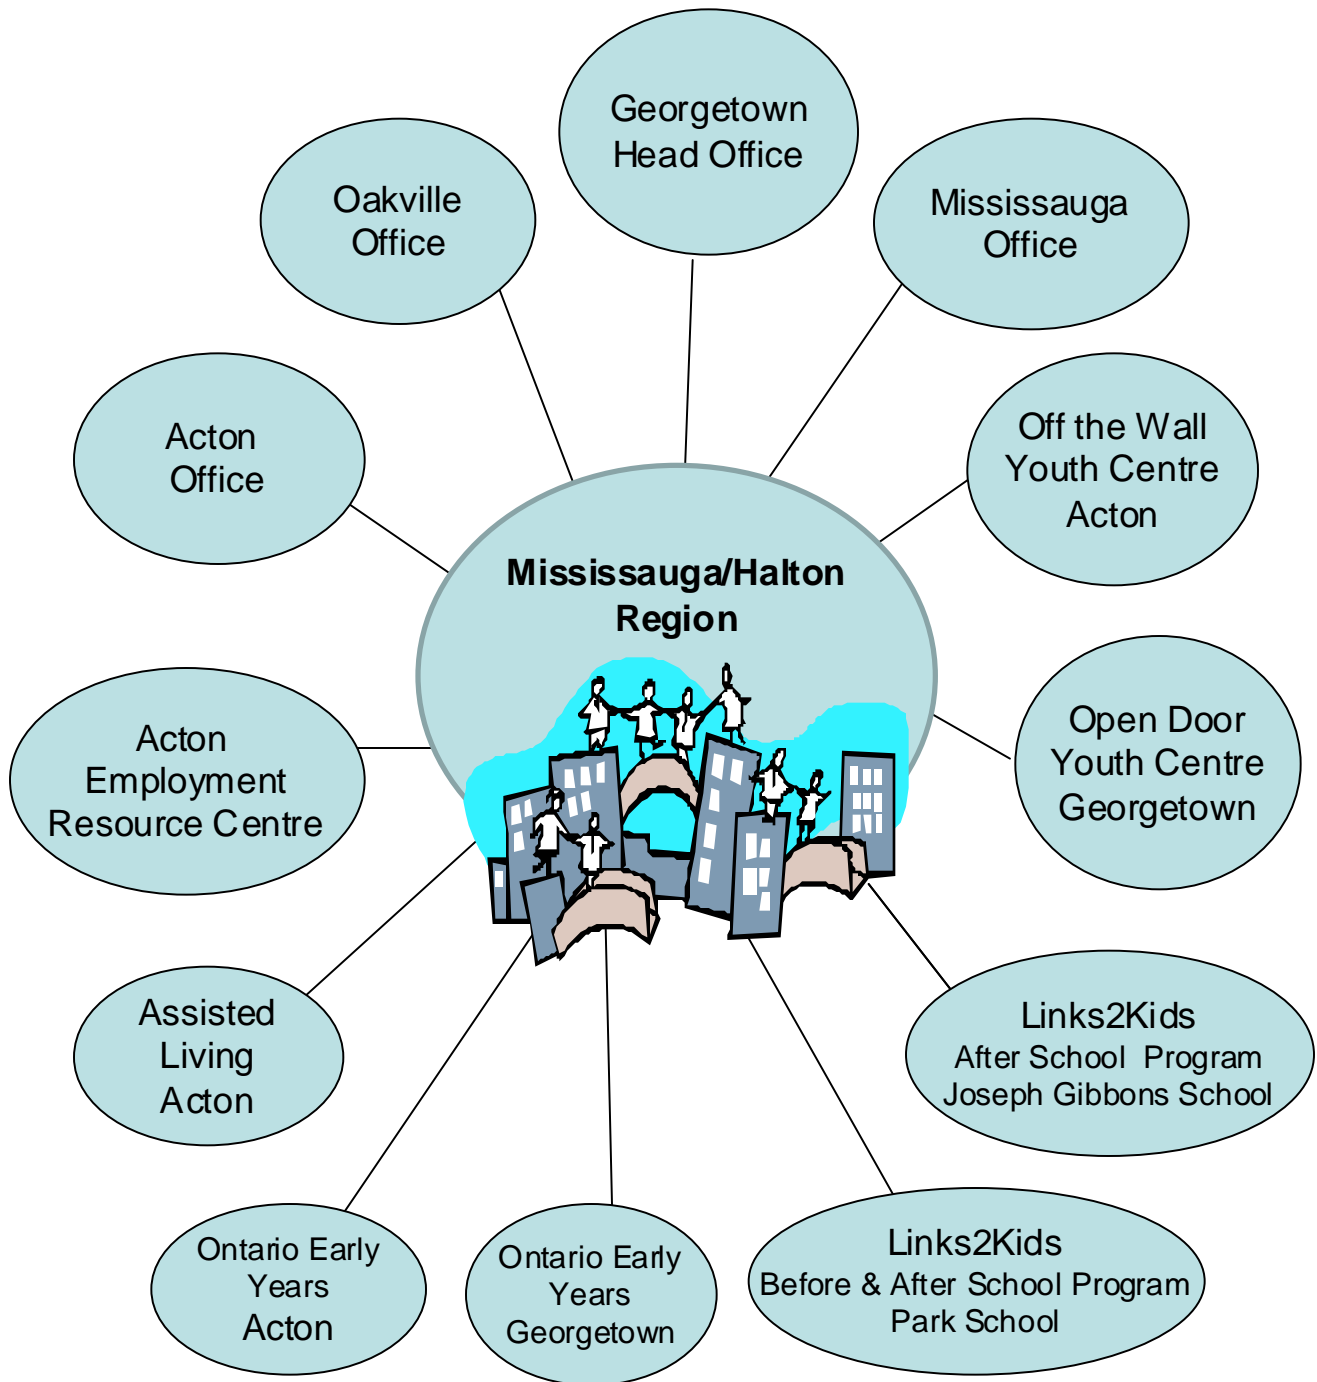 Georgetown
Head Office
Oakville
Office
Mississauga
Office
Acton
Office
Off the Wall
Youth Centre
Acton
Mississauga/Halton
Region
Acton
Employment
Resource Centre
Open Door
Youth Centre
Georgetown
Assisted
Living
Acton
Links2Kids
After School Program
Joseph Gibbons School
Ontario Early
Years
Acton
Ontario Early
Years
Georgetown
Links2Kids
Before & After School Program
Park School